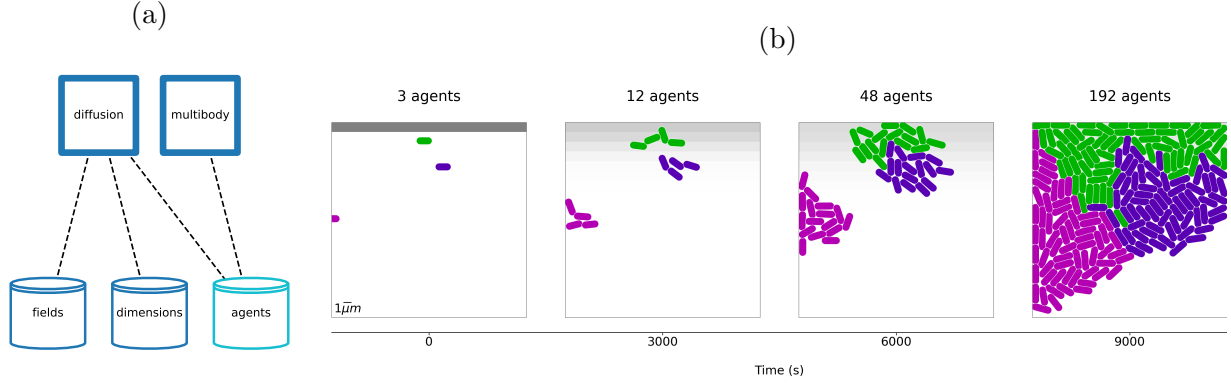 (a)
diffusion
multibody
fields
dimensions
agents
(b)
3 agents
12 agents
48 agents
192 agents
1μm
0
3000
6000
9000
Time (s)